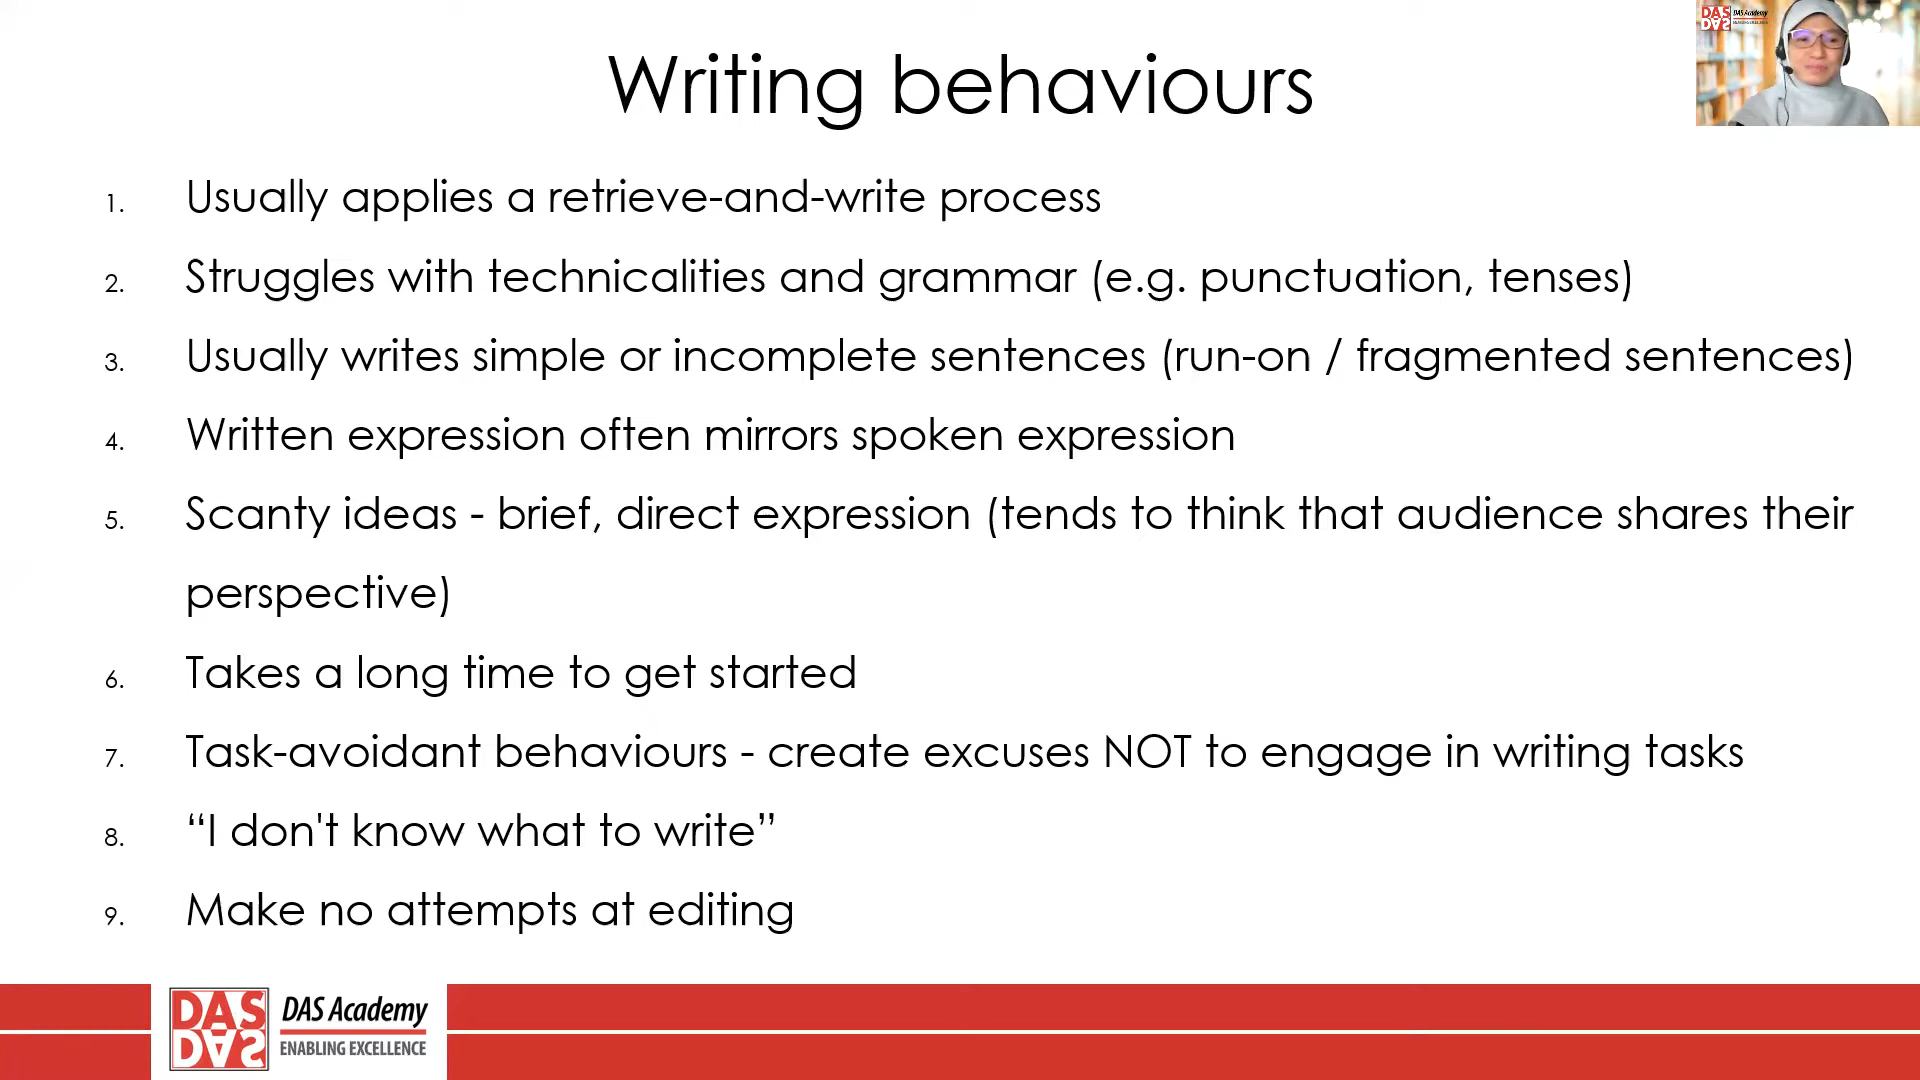 DAS DAS Academy
Writing behaviours
1. Usually applies a retrieve-and-write process
2. Struggles with technicalities and grammar (e.g. punctuation, tenses)
3. Usually writes simple or incomplete sentences (run-on / fragmented sentences)
4. Written expression often mirrors spoken expression
5. Scanty ideas - brief, direct expression (tends to think that audience shares their
perspective)
6. Takes a long time to get started
7. Task-avoidant behaviours - create excuses NOT to engage in writing tasks
8. “I don't know what to write”
9. Make no attempts at editing
DAS DAS Academy
DAS ENABLING EXCELLENCE